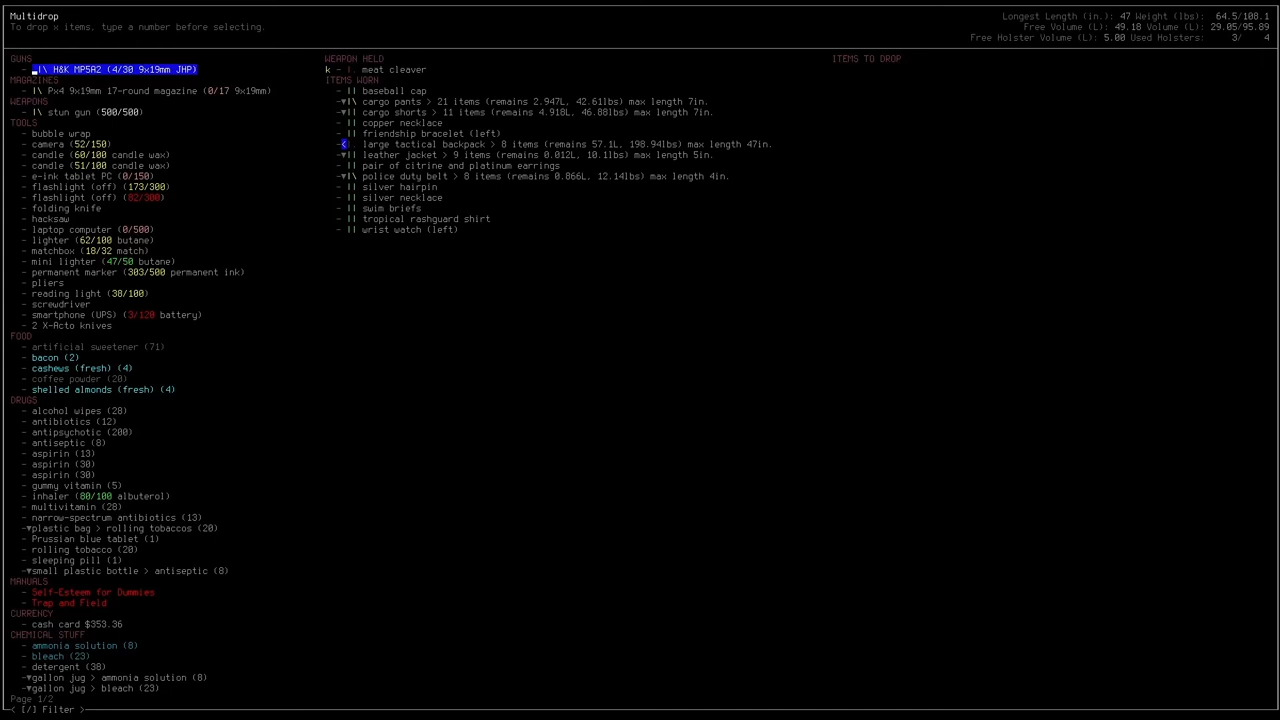 Multidrop
To drop x items, type a number before selecting.
Longest Length (in.): 47 Weight (lbs): 64.5/108.1
Free Volume (L): 49.18 Volume (L): 29.05/95.89
Free Holster Volume (L): 5.00 Used Holsters: 3/ 4
GUNS
- |\ H&K MP5A2 (4/30 9x19mm JHP)
MAGAZINES
- |\ Px4 9x19mm 17-round magazine (0/17 9x19mm)
WEAPONS
- |\ stun gun (500/500)
TOOLS
- bubble wrap
- camera (52/150)
- candle (60/100 candle wax)
- candle (51/100 candle wax)
- e-ink tablet PC (0/150)
- flashlight (off) (173/300)
- flashlight (off) (82/300)
- folding knife
- hacksaw
- laptop computer (0/500)
- lighter (62/100 butane)
- matchbox (18/32 match)
- mini lighter (47/50 butane)
- permanent marker (303/500 permanent ink)
- pliers
- reading light (38/100)
- screwdriver
- smartphone (UPS) (3/120 battery)
- 2 X-Acto knives
FOOD
- artificial sweetener (71)
- bacon (2)
- cashews (fresh) (4)
- coffee powder (20)
- shelled almonds (fresh) (4)
DRUGS
- alcohol wipes (28)
- antibiotics (12)
- antipsychotic (200)
- antiseptic (8)
- aspirin (13)
- aspirin (30)
- aspirin (30)
- gummy vitamin (5)
- inhaler (80/100 albuterol)
- multivitamin (28)
- narrow-spectrum antibiotics (13)
-▼plastic bag > rolling tobaccos (20)
- Prussian blue tablet (1)
- rolling tobacco (20)
- sleeping pill (1)
-▼small plastic bottle > antiseptic (8)
MANUALS
- Self-Esteem for Dummies
- Trap and Field
CURRENCY
- cash card $353.36
CHEMICAL STUFF
- ammonia solution (8)
- bleach (23)
- detergent (38)
-▼gallon jug > ammonia solution (8)
-▼gallon jug > bleach (23)
Page 1/2
< [/] Filter >
WEAPON HELD
k - |. meat cleaver
ITEMS WORN
- || baseball cap
-▼|\ cargo pants > 21 items (remains 2.947L, 42.61lbs) max length 7in.
-▼|| cargo shorts > 11 items (remains 4.918L, 46.88lbs) max length 7in.
- || copper necklace
- || friendship bracelet (left)
-< |. large tactical backpack > 8 items (remains 57.1L, 198.94lbs) max length 47in.
-▼|| leather jacket > 9 items (remains 0.012L, 10.1lbs) max length 5in.
- || pair of citrine and platinum earrings
-▼|\ police duty belt > 8 items (remains 0.866L, 12.14lbs) max length 4in.
- || silver hairpin
- || silver necklace
- || swim briefs
- || tropical rashguard shirt
- || wrist watch (left)
ITEMS TO DROP